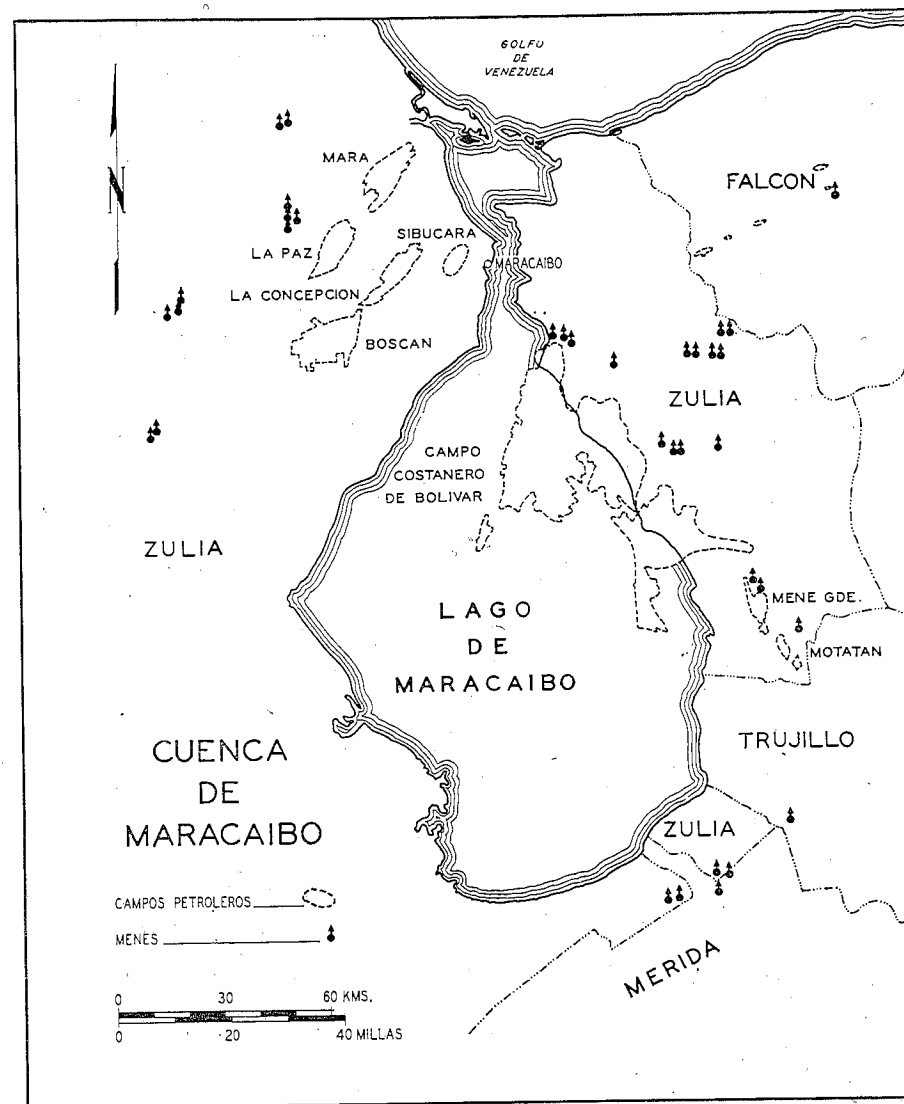 GOLFU
DE
VENEZUELA
N
MARA
FALCON
LA PAZ
SIBUCARA
MARACAIBO
LA CONCEPCION
BOSCAN
ZULIA
CAMPO
COSTANERO
DE BOLIVAR
ZULIA
MENE GDE.
LAGO
DE
MARACAIBO
MOTATAN
CUENCA
DE
MARACAIBO
TRUJILLO
ZULIA
CAMPOS PETROLEROS
MENES
MERIDA
0 30 60 KMS.
0 20 40 MILLAS